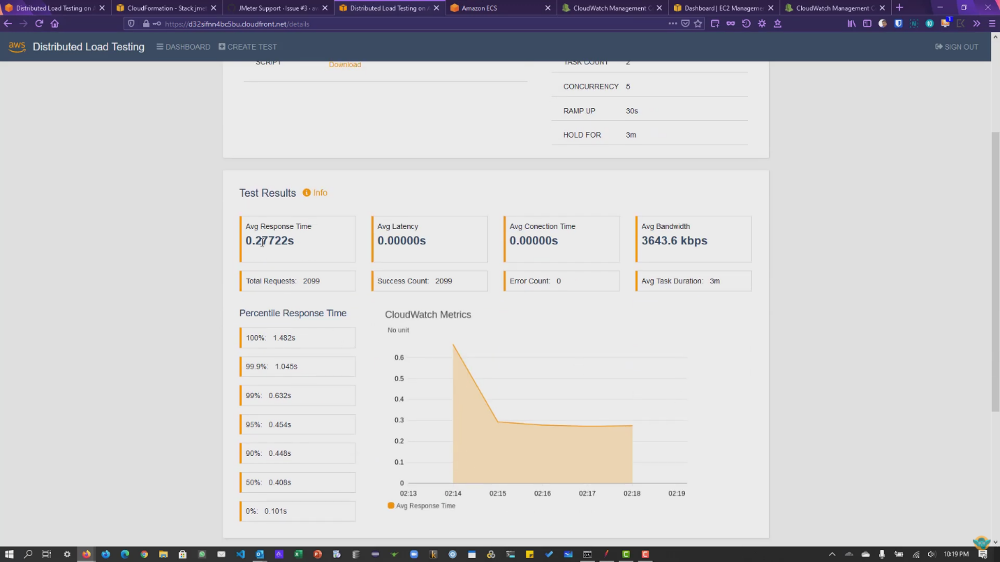 Distributed Load Testing on A
CloudFormation - Stack jmet
JMeter Support · Issue #3 · aw
Distributed Load Testing on A
Amazon ECS
CloudWatch Management Co
Dashboard | EC2 Manageme
CloudWatch Management Co
https://d32sifnn4bc5bu.cloudfront.net/details
aws
Distributed Load Testing
DASHBOARD
CREATE TEST
SIGN OUT
SCRIPT Download
TASK COUNT 2
CONCURRENCY 5
RAMP UP 30s
HOLD FOR 3m
Test Results Info
Avg Response Time
0.27722s
Avg Latency
0.00000s
Avg Conection Time
0.00000s
Avg Bandwidth
3643.6 kbps
Total Requests: 2099
Success Count: 2099
Error Count: 0
Avg Task Duration: 3m
Percentile Response Time
100%: 1.482s
99.9%: 1.045s
99%: 0.632s
95%: 0.454s
90%: 0.448s
50%: 0.408s
0%: 0.101s
CloudWatch Metrics
No unit
0.6
0.5
0.4
0.3
0.2
0.1
0
02:13 02:14 02:15 02:16 02:17 02:18 02:19
Avg Response Time
10:19 PM